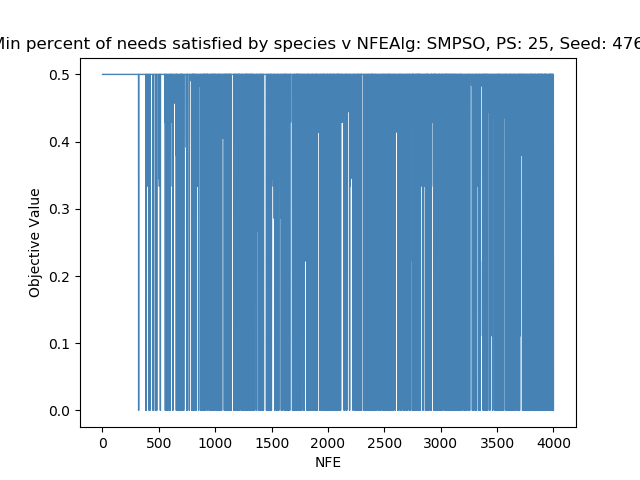 Min percent of needs satisfied by species v NFEAlg: SMPSO, PS: 25, Seed: 476
0.5
0.4
0.3
0.2
0.1
0.0
Objective Value
0 500 1000 1500 2000 2500 3000 3500 4000
NFE